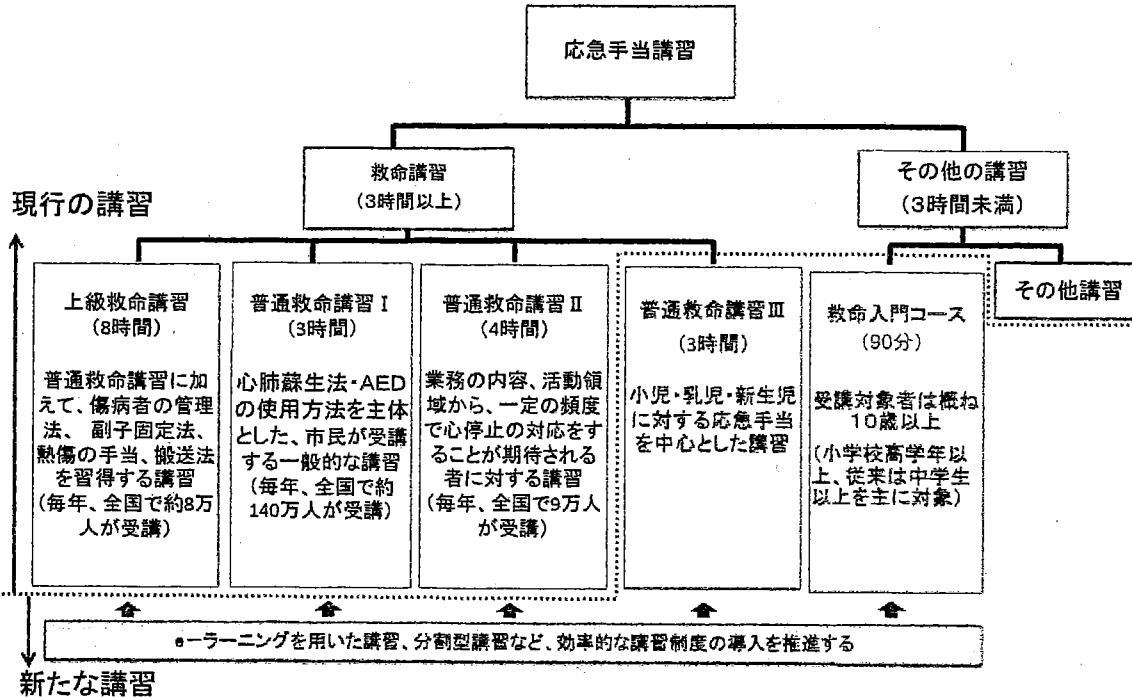 応急手当講習
救命講習
(3時間以上)
その他の講習
(3時間未満)
現行の講習
上級救命講習
(8時間)
普通救命講習に加
えて、傷病者の管理
法、副子固定法、
熱傷の手当、搬送法
を習得する講習
(毎年、全国で約8万
人が受講)
普通救命講習Ⅰ
(3時間)
心肺蘇生法・AED
の使用方法を主体
とした、市民が受講
する一般的な講習
(毎年、全国で約
140万人が受講)
普通救命講習Ⅱ
(4時間)
業務の内容、活動領
域から、一定の頻度
で心停止の対応をす
ることが期待される
者に対する講習
(毎年、全国で9万人
が受講)
普通救命講習Ⅲ
(3時間)
小児・乳児・新生児
に対する応急手当
を中心とした講習
救命入門コース
(90分)
受講対象者は概ね
10歳以上
(小学校高学年以
上、従来は中学生
以上を主に対象)
その他講習
e-ラーニングを用いた講習、分割型講習など、効率的な講習制度の導入を推進する
新たな講習